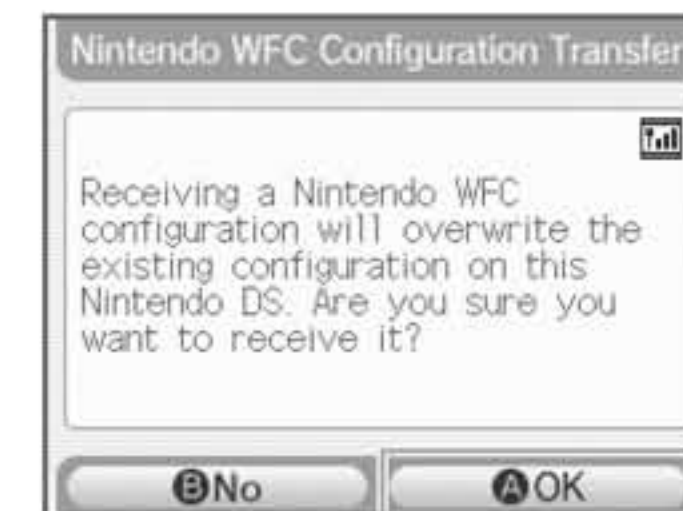 Nintendo WFC Configuration Transfer
Receiving a Nintendo WFC
configuration will overwrite the
existing configuration on this
Nintendo DS. Are you sure you
want to receive it?
BNo
AOK